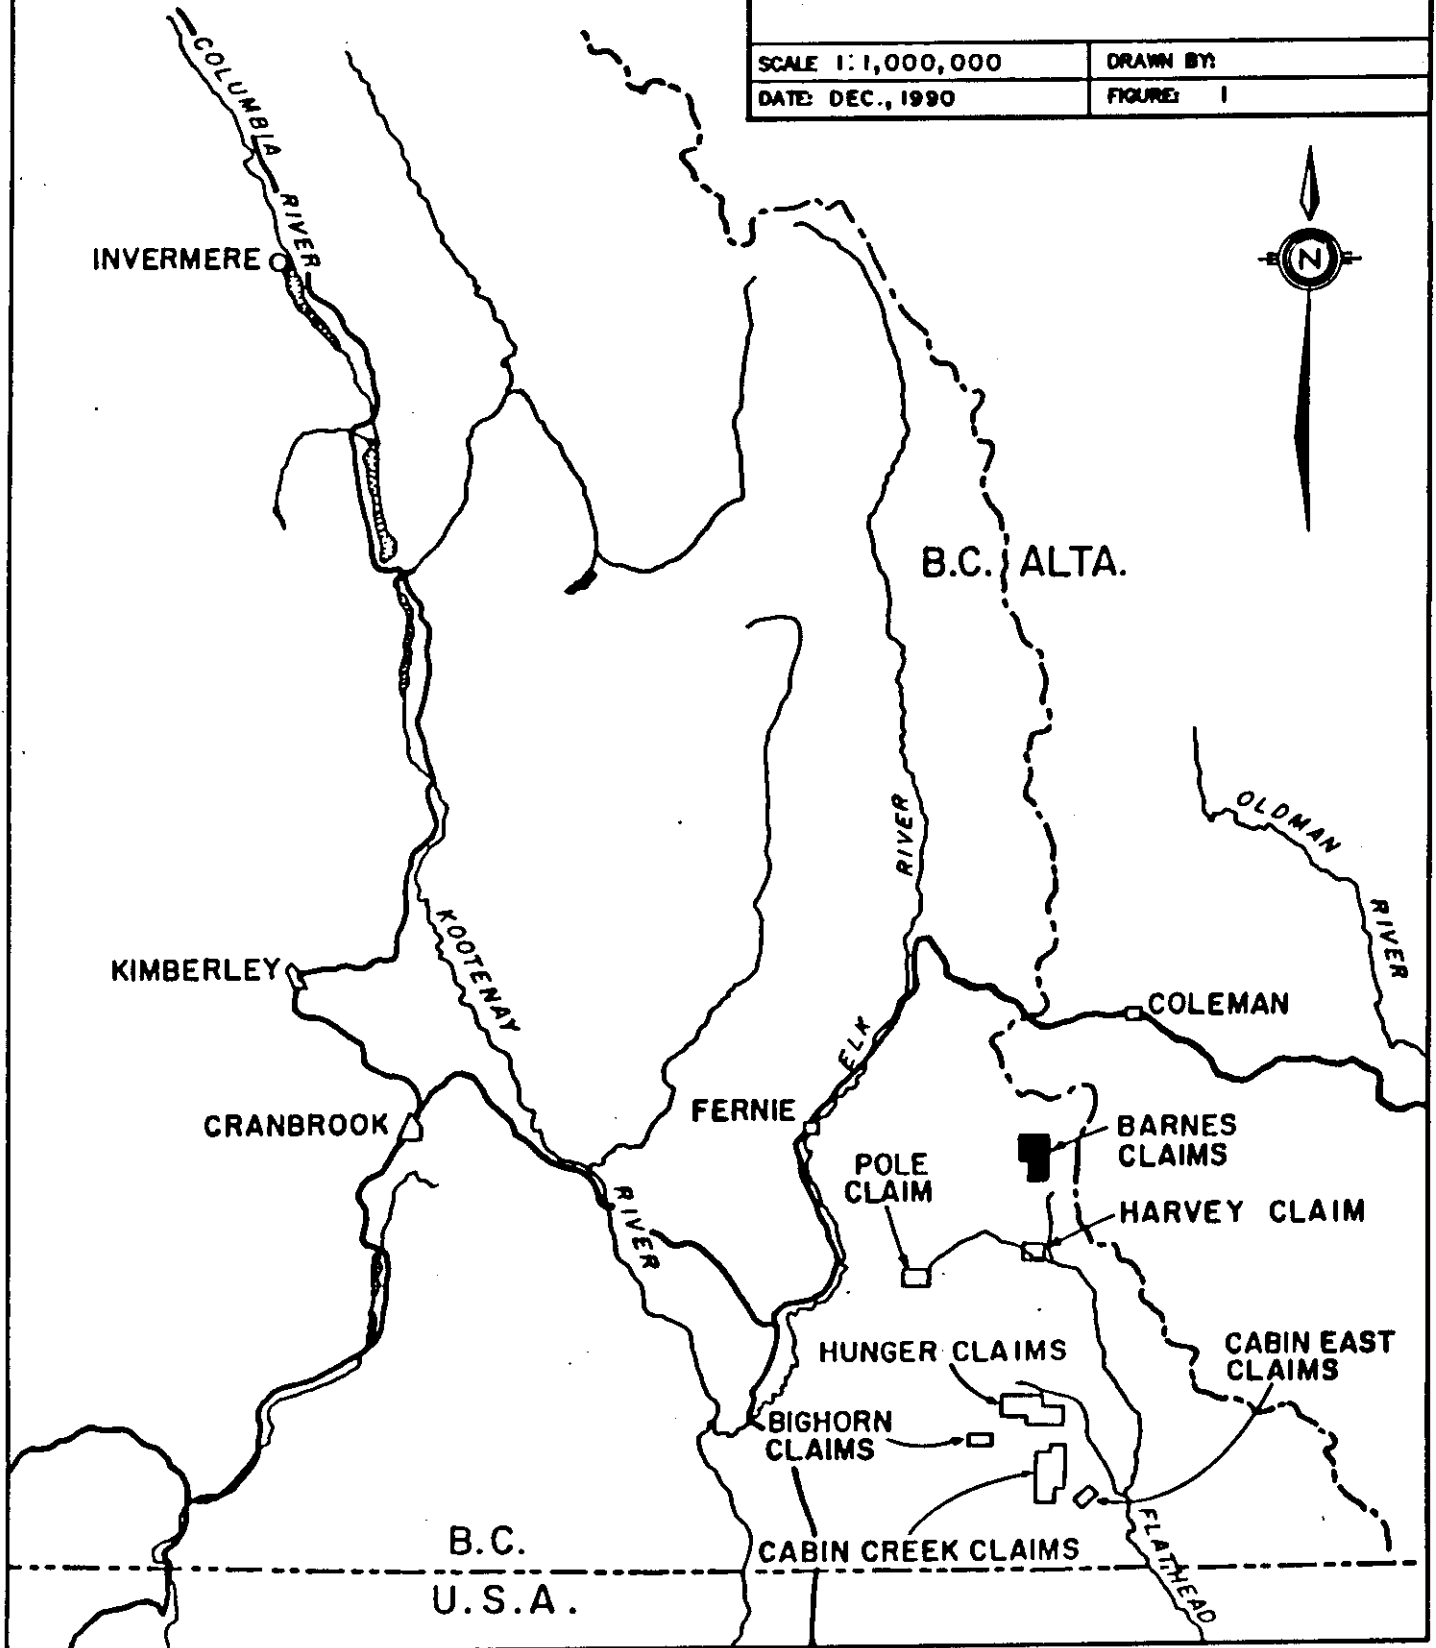 SCALE 1:1,000,000
DRAWN BY:
DATE: DEC., 1990
FIGURE: 1
COLUMBIA RIVER
N
INVERMERE
B.C. ALTA.
RIVER
OLDMAN
RIVER
KOOTENAY
KIMBERLEY
COLEMAN
ELK
FERNIE
CRANBROOK
BARNES
CLAIMS
POLE
CLAIM
HARVEY CLAIM
RIVER
HUNGER CLAIMS
CABIN EAST
CLAIMS
BIGHORN
CLAIMS
CABIN CREEK CLAIMS
FLATHEAD
B.C.
U.S.A.